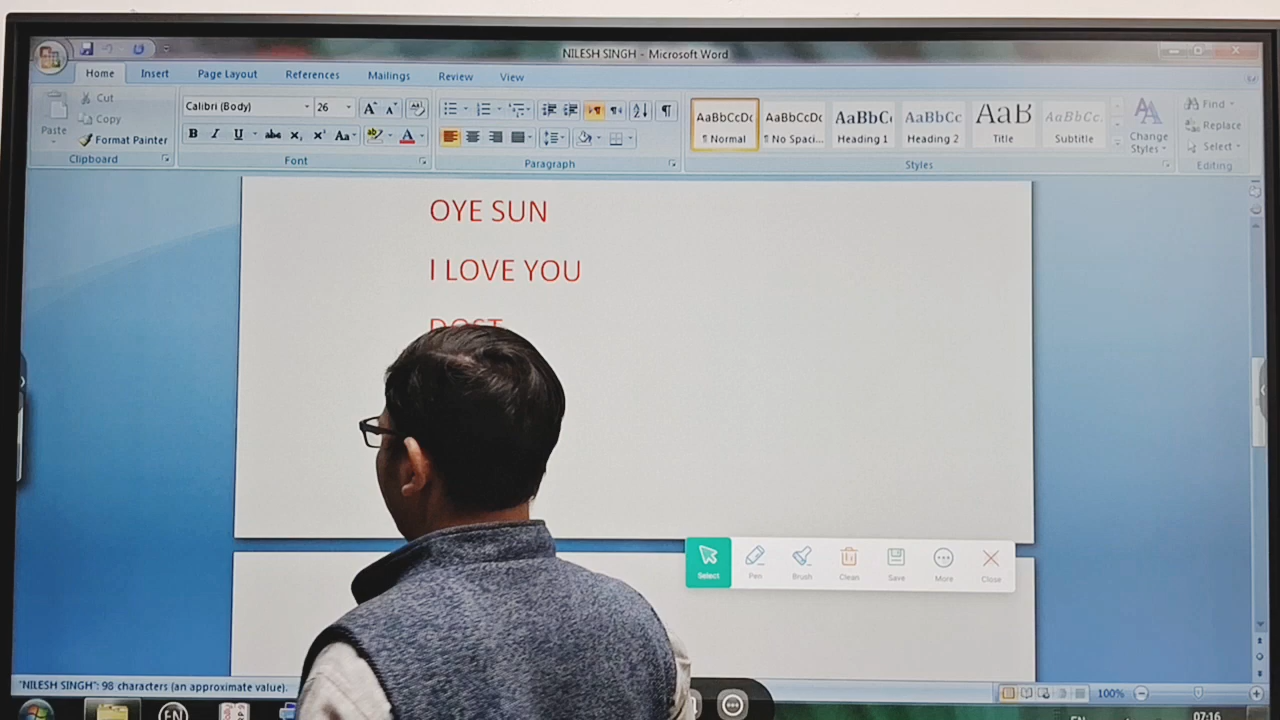 NILESH SINGH - Microsoft Word
Home Insert Page Layout References Mailings Review View
Paste
Cut
Copy
Format Painter
Clipboard
Calibri (Body) 26
Font
Paragraph
AaBbCcDc AaBbCcDc AaBbC AaBbCc AaB AaBbCc.
¶ Normal ¶ No Spaci... Heading 1 Heading 2 Title Subtitle
Change Styles
Styles
Find
Replace
Select
Editing
OYE SUN
I LOVE YOU
DOST
Select Pen Brush Clean Save More Close
"NILESH SINGH": 98 characters (an approximate value).
100%
EN
EN
07:16